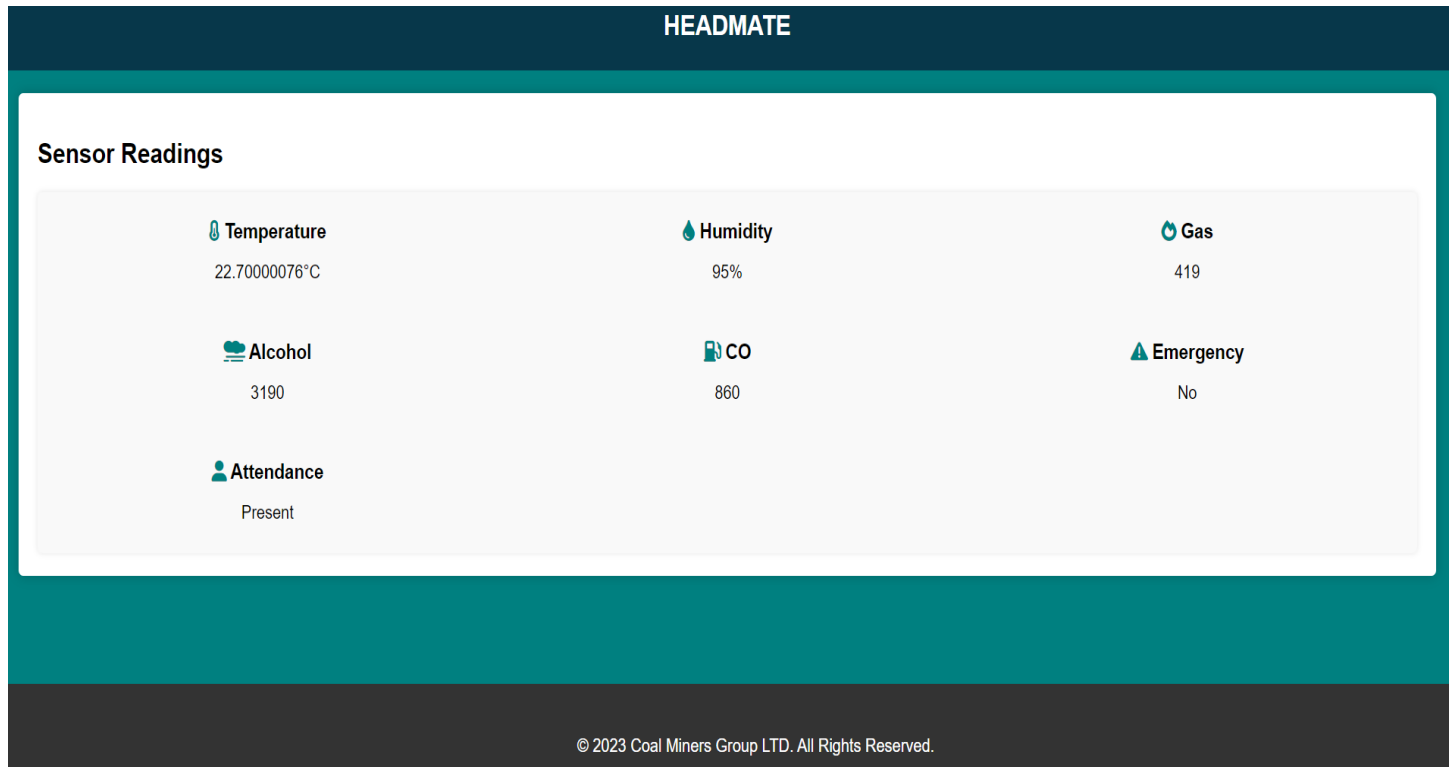 HEADMATE
Sensor Readings
Temperature Humidity Gas
22.70000076°C 95% 419
Alcohol CO Emergency
3190 860 No
Attendance
Present
© 2023 Coal Miners Group LTD. All Rights Reserved.